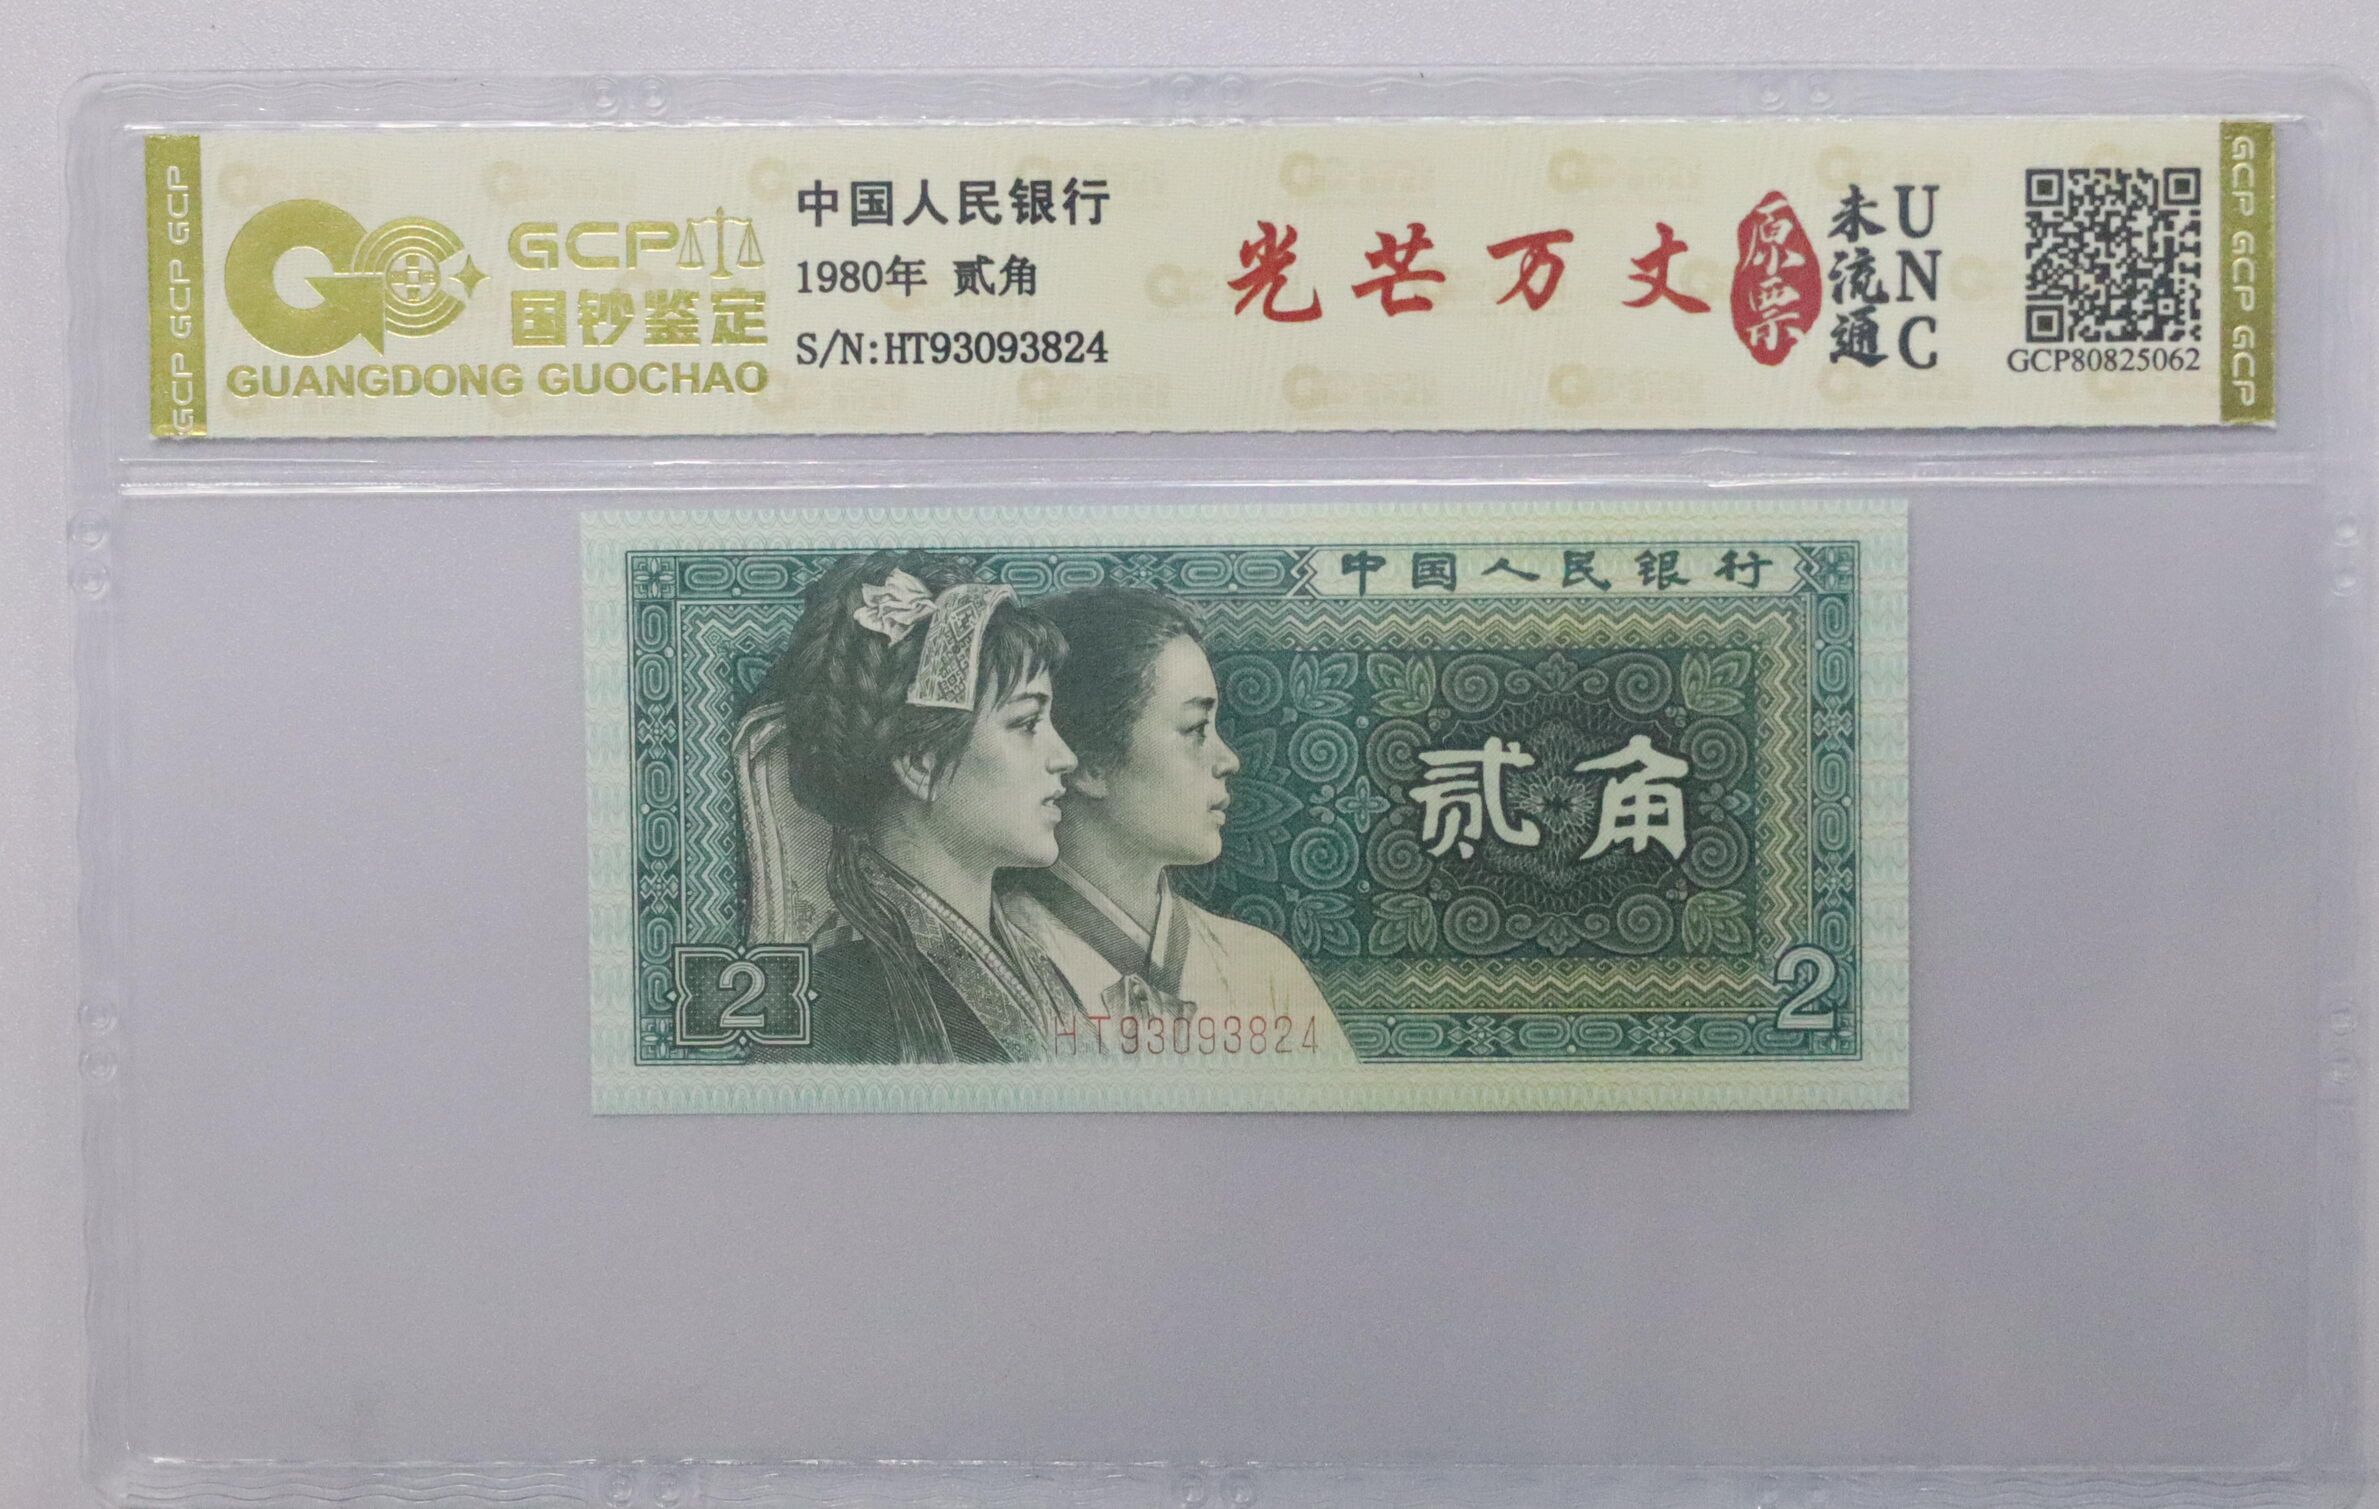 GCP GCP GCP
GCP
国钞鉴定
GUANGDONG GUOCHAO
中国人民银行
1980年 贰角
S/N:HT93093824
光芒万丈
原票
未流通
UNC
GCP80825062
GCP GCP GCP
中国人民银行
贰角
2
2
HT93093824